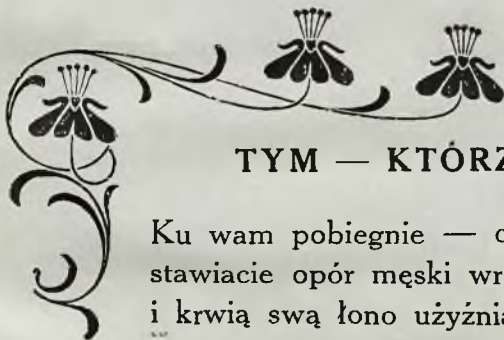 TYM — KTÓRZ
Ku wam pobiegnie — 
stawiacie opór męski
i krwią swą łono użyźnia